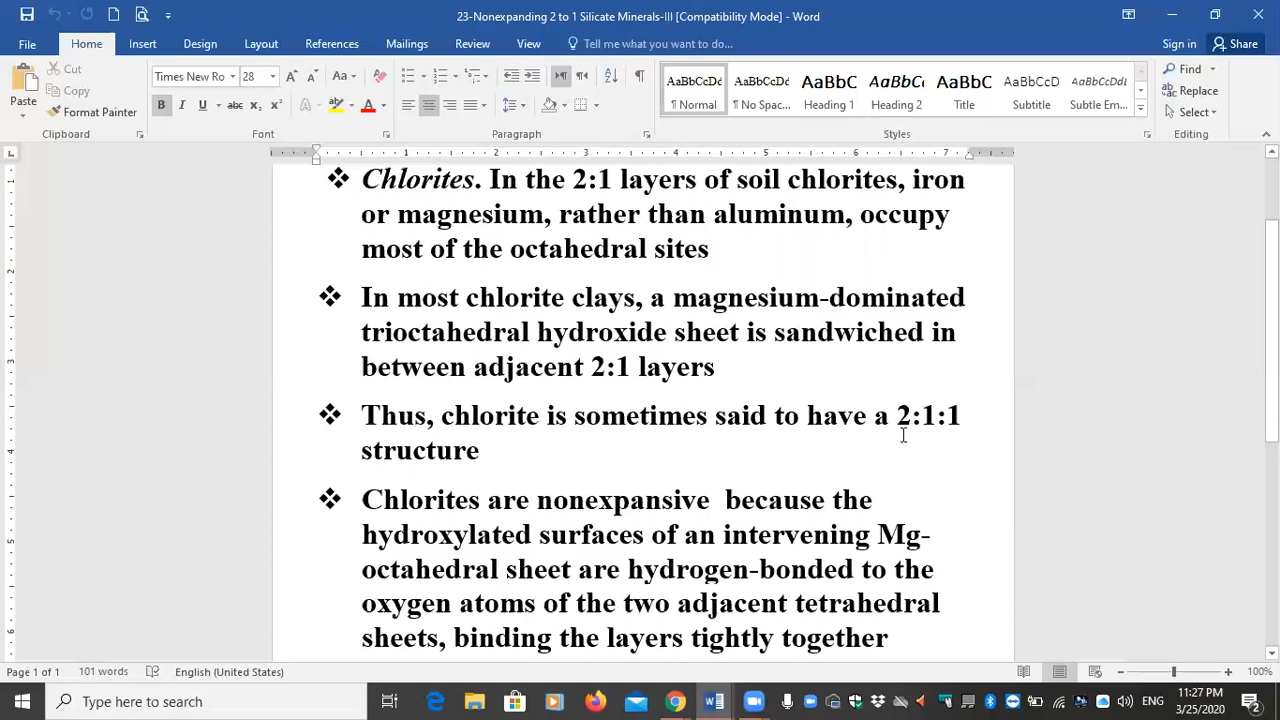 23-Nonexpanding 2 to 1 Silicate Minerals-III [Compatibility Mode] - Word
File Home Insert Design Layout References Mailings Review View Tell me what you want to do... Sign in Share
Paste Cut Copy Format Painter
Times New Ro 28
AaBbCcDd AaBbCcDd AaBbC AaBbCc AaBbC AaBbCcD AaBbCcDd
¶ Normal ¶ No Spac... Heading Heading 2 Title Subtitle Subtle Em...
Find Replace Select
Clipboard Font Paragraph Styles Editing
1 2 3 4 5 6 7
❖ Chlorites. In the 2:1 layers of soil chlorites, iron
or magnesium, rather than aluminum, occupy
most of the octahedral sites
❖ In most chlorite clays, a magnesium-dominated
trioctahedral hydroxide sheet is sandwiched in
between adjacent 2:1 layers
❖ Thus, chlorite is sometimes said to have a 2:1:1
structure
❖ Chlorites are nonexpansive because the
hydroxylated surfaces of an intervening Mg-
octahedral sheet are hydrogen-bonded to the
oxygen atoms of the two adjacent tetrahedral
sheets, binding the layers tightly together
Page 1 of 1 101 words English (United States) 100%
Type here to search ENG 11:27 PM
3/25/2020